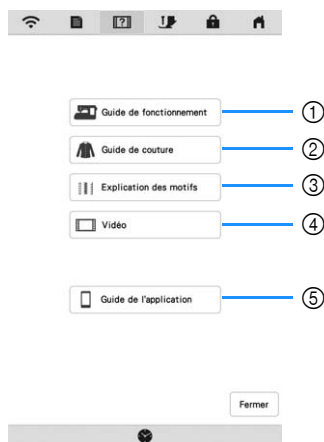 Guide de fonctionnement ①
Guide de couture ②
Explication des motifs ③
Vidéo ④
Guide de l'application ⑤
Fermer